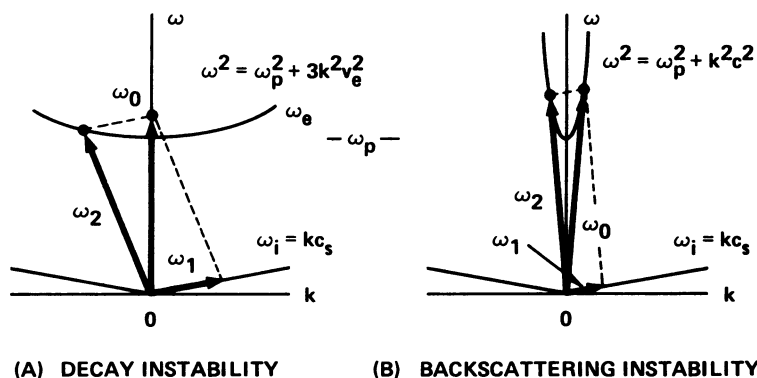 ω
ω² = ωₚ² + 3k²vₑ²
ω₀
ωₑ
— ωₚ —
ω₂
ω₁
ωᵢ = kcₛ
k
0
(A) DECAY INSTABILITY
ω
ω² = ωₚ² + k²c²
ω₂
ω₀
ω₁
ωᵢ = kcₛ
k
0
(B) BACKSCATTERING INSTABILITY